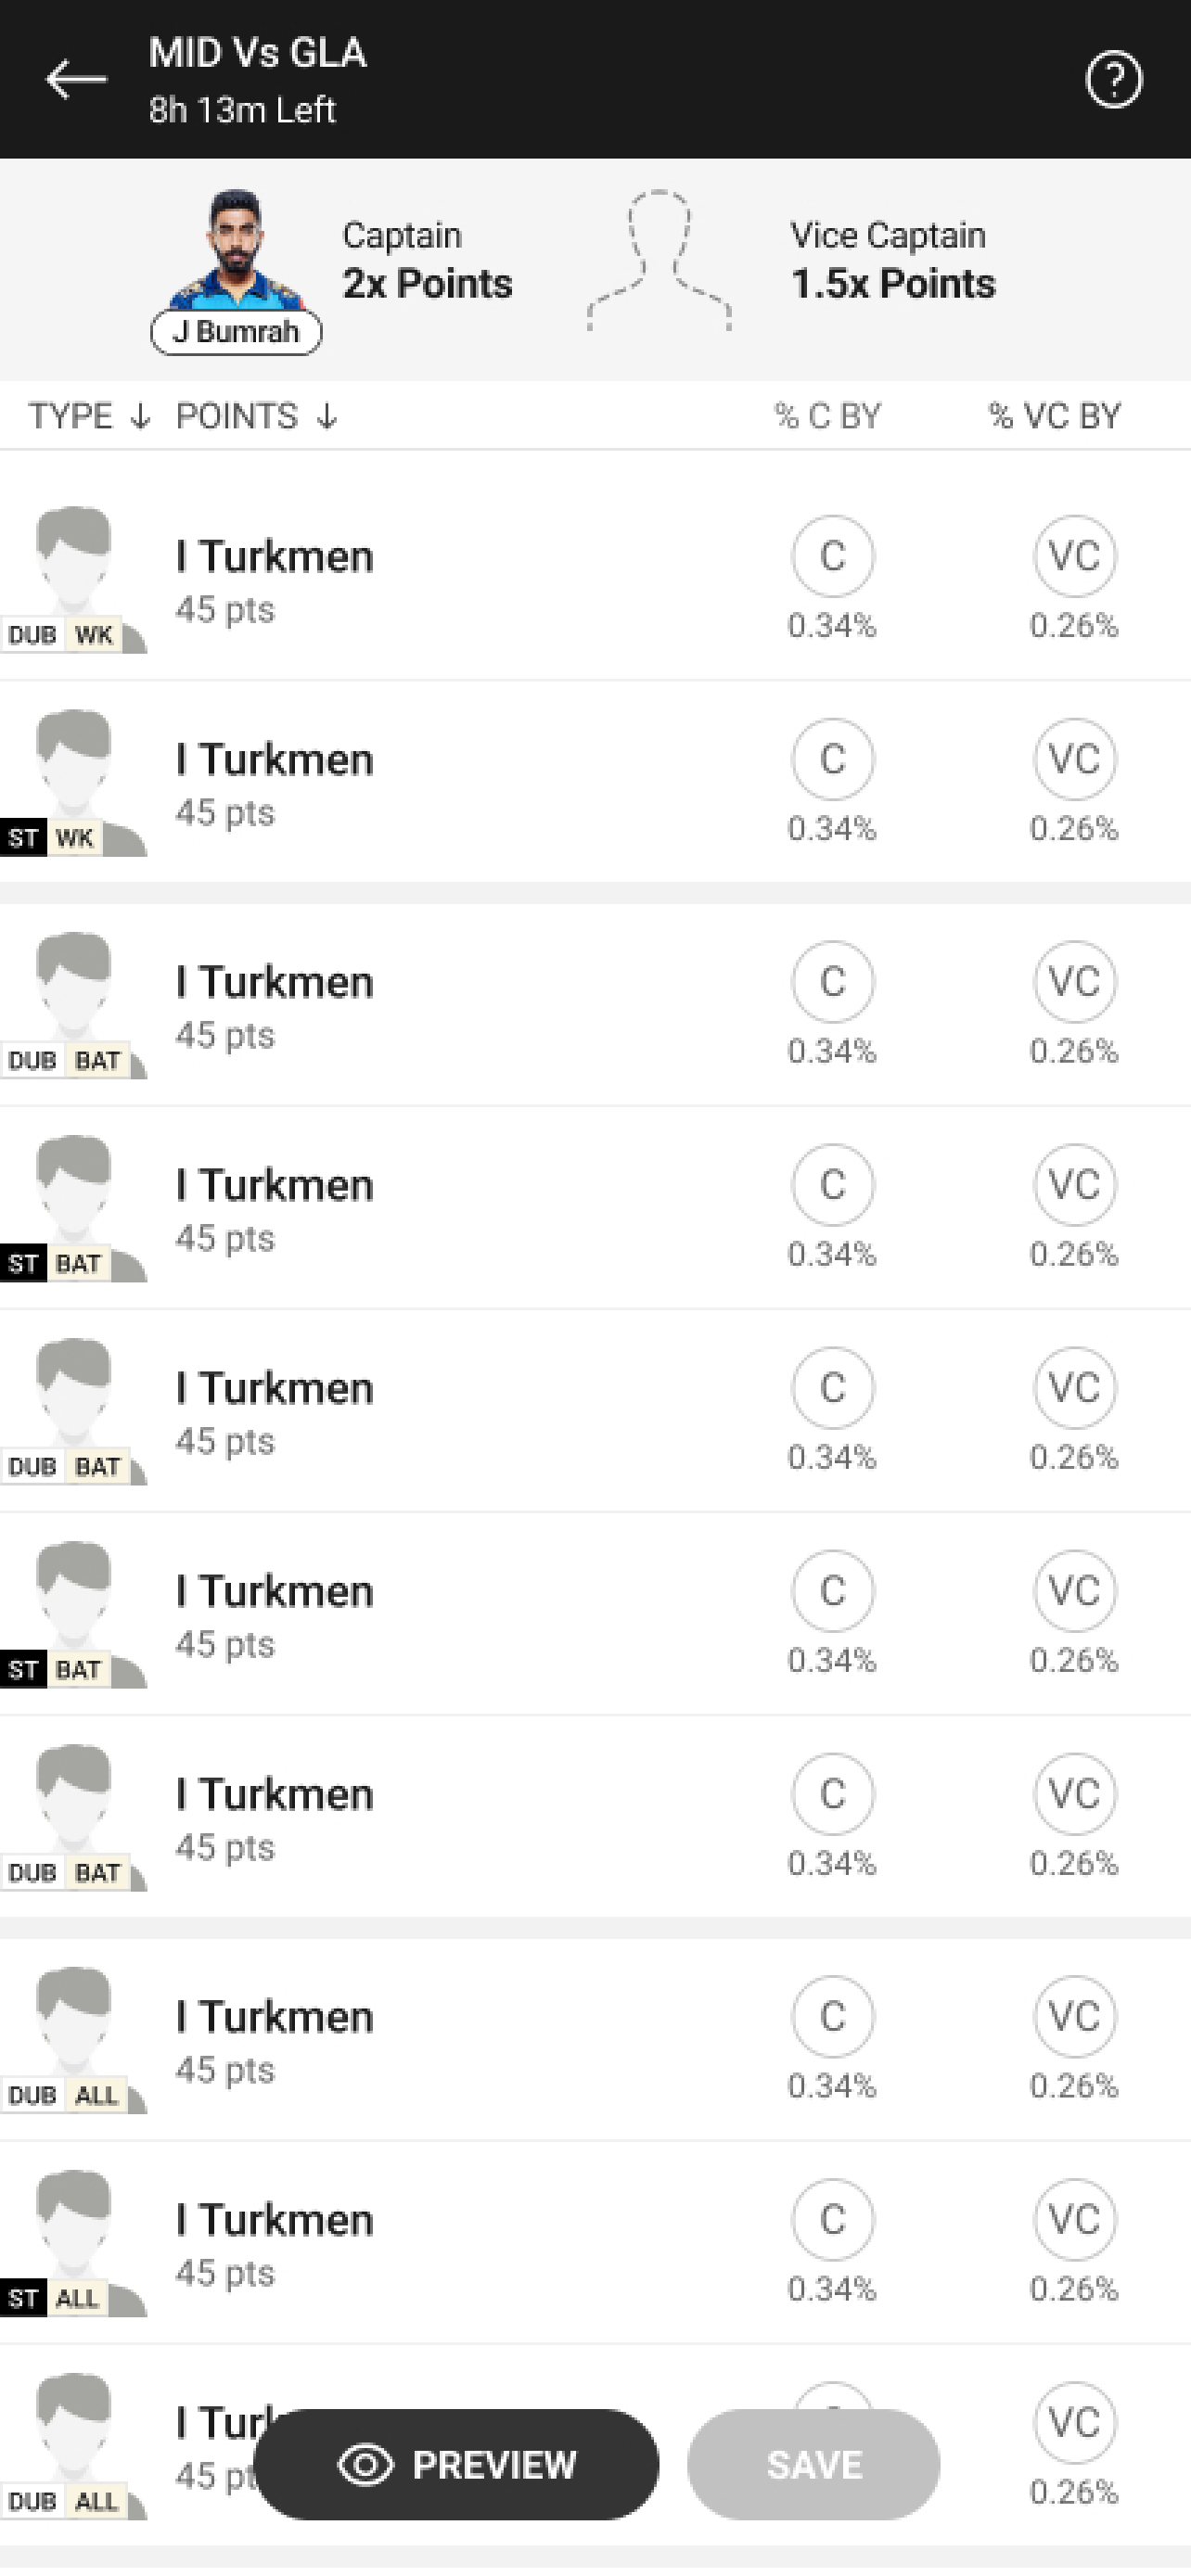 MID Vs GLA
8h 13m Left
Captain
2x Points
J Bumrah
Vice Captain
1.5x Points
TYPE ↓ POINTS ↓ % C BY % VC BY
I Turkmen
45 pts
DUB WK
C
0.34%
VC
0.26%
I Turkmen
45 pts
ST WK
C
0.34%
VC
0.26%
I Turkmen
45 pts
DUB BAT
C
0.34%
VC
0.26%
I Turkmen
45 pts
ST BAT
C
0.34%
VC
0.26%
I Turkmen
45 pts
DUB BAT
C
0.34%
VC
0.26%
I Turkmen
45 pts
ST BAT
C
0.34%
VC
0.26%
I Turkmen
45 pts
DUB BAT
C
0.34%
VC
0.26%
I Turkmen
45 pts
DUB ALL
C
0.34%
VC
0.26%
I Turkmen
45 pts
ST ALL
C
0.34%
VC
0.26%
I
45
DUB ALL
VC
0.26%
PREVIEW
SAVE